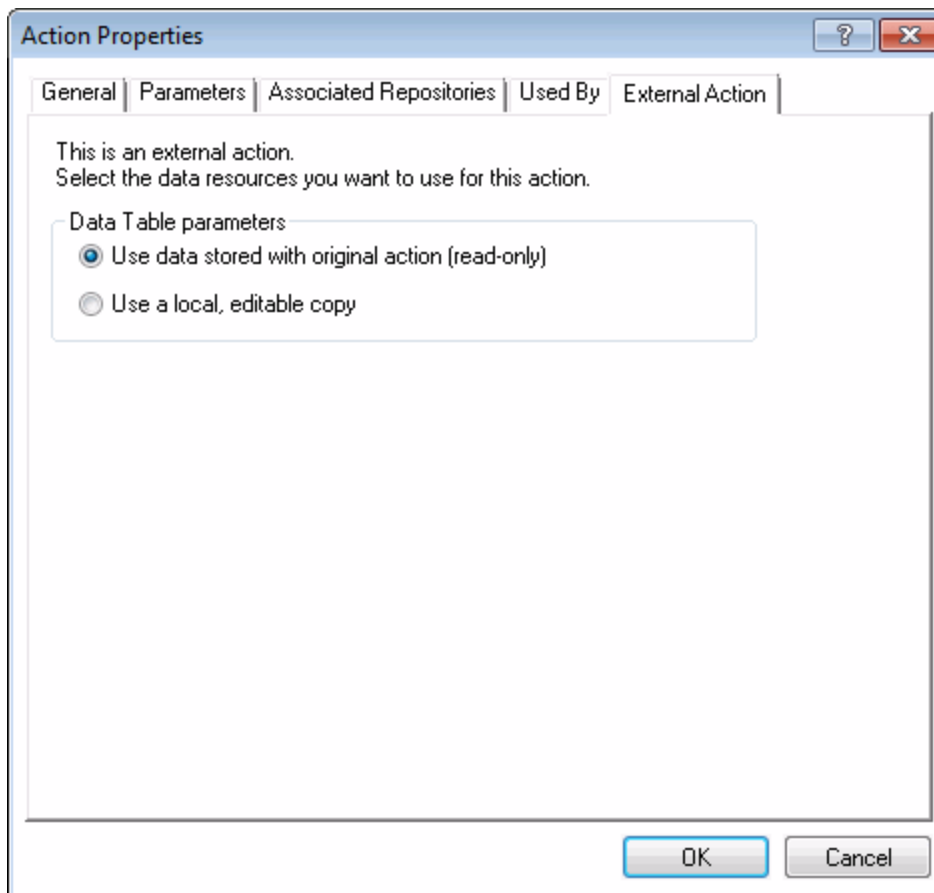 Action Properties
?
General Parameters Associated Repositories Used By External Action
This is an external action.
Select the data resources you want to use for this action.
Data Table parameters
Use data stored with original action (read-only)
Use a local, editable copy
OK Cancel